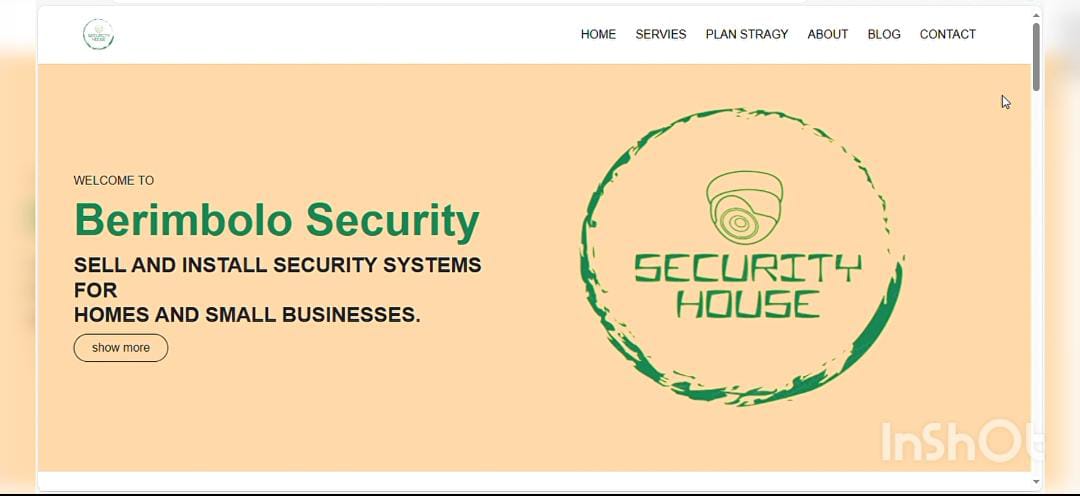 SECURITY
HOUSE
HOME SERVIES PLAN STRAGY ABOUT BLOG CONTACT
WELCOME TO
Berimbolo Security
SELL AND INSTALL SECURITY SYSTEMS
FOR
HOMES AND SMALL BUSINESSES.
show more
SECURITY
HOUSE
InShOt